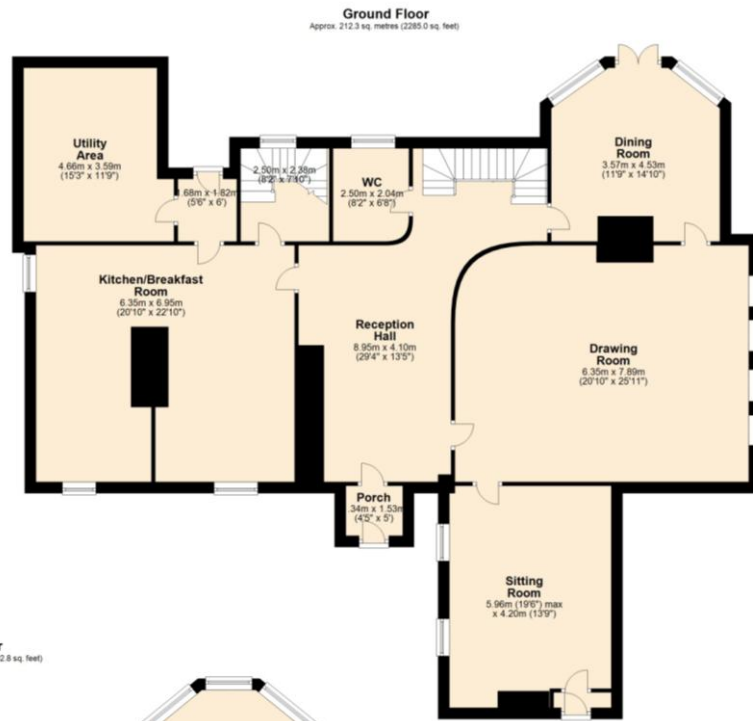 Ground Floor
Approx. 212.3 sq. metres (2285.0 sq. feet)
Utility
Area
4.66m x 3.59m
(15'3" x 11'9")
.68m x 1.82m
(5'6" x 6')
2.50m x 2.38m
(8'2" x 7'10")
WC
2.50m x 2.04m
(8'2" x 6'8")
Dining
Room
3.57m x 4.53m
(11'9" x 14'10")
Kitchen/Breakfast
Room
6.35m x 6.95m
(20'10" x 22'10")
Reception
Hall
8.95m x 4.10m
(29'4" x 13'5")
Drawing
Room
6.35m x 7.89m
(20'10" x 25'11")
Porch
.34m x 1.53m
(4'5" x 5')
Sitting
Room
5.96m (19'6") max
x 4.20m (13'9")
r
2.8 sq. feet)